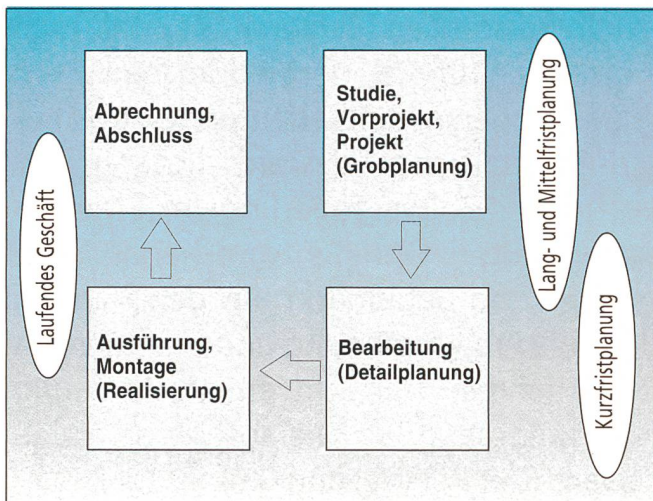 Abrechnung,
Abschluss
Studie,
Vorprojekt,
Projekt
(Grobplanung)
Lang- und Mittelfristplanung
Laufendes Geschäft
Ausführung,
Montage
(Realisierung)
Bearbeitung
(Detailplanung)
Kurzfristplanung